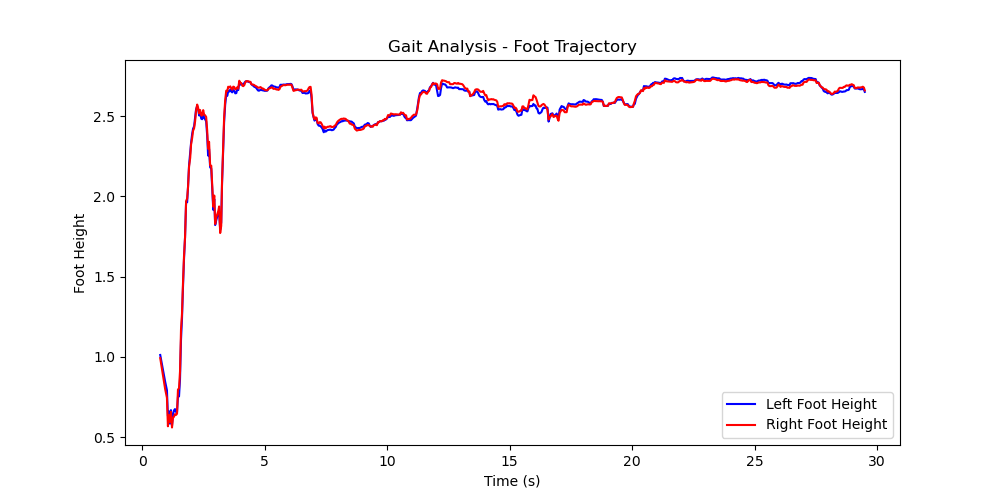 Gait Analysis - Foot Trajectory
Foot Height
2.5
2.0
1.5
1.0
0.5
0
5
10
15
20
25
30
Time (s)
Left Foot Height
Right Foot Height